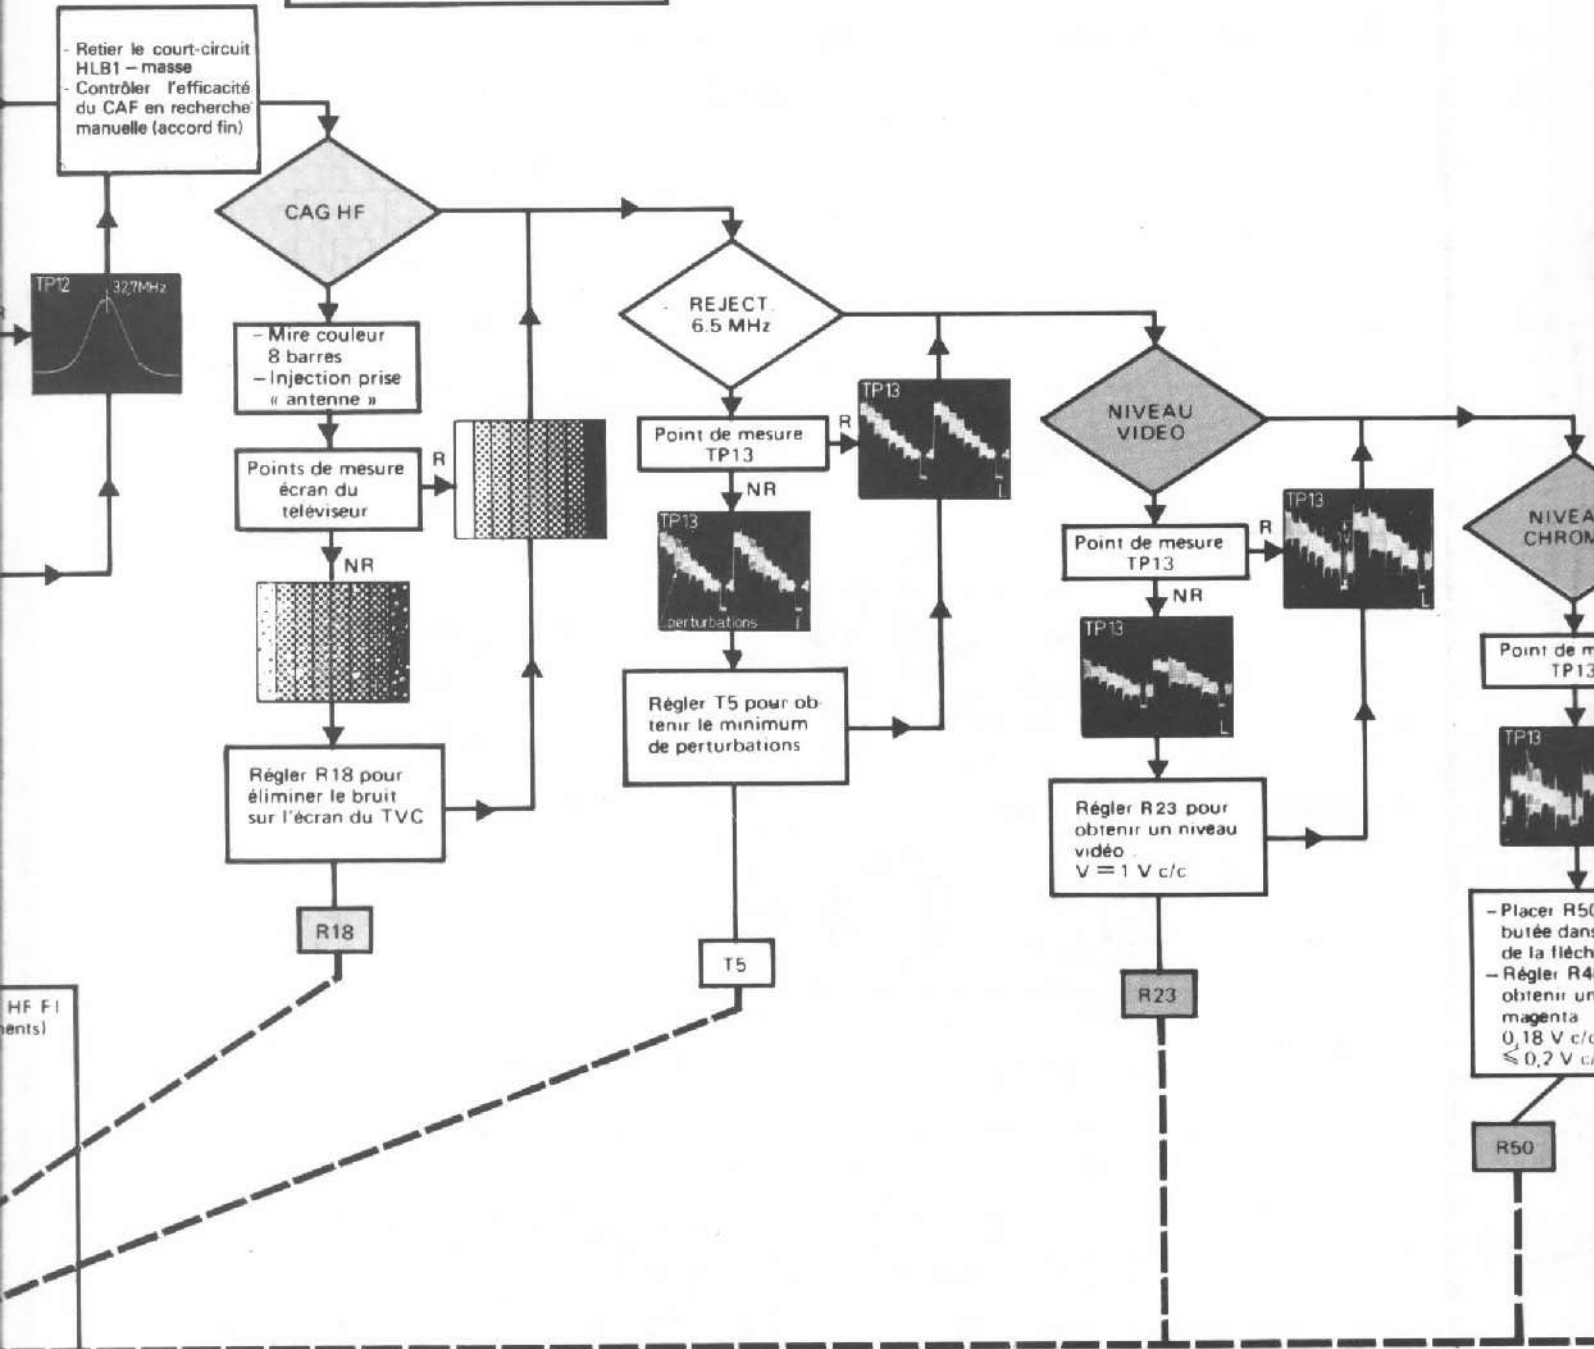 - Retier le court-circuit
HLB1 — masse
- Contrôler l'efficacité
du CAF en recherche
manuelle (accord fin)
TP12
32,7MHz
CAG HF
— Mire couleur
8 barres
— Injection prise
« antenne »
Points de mesure
écran du
téléviseur
R
NR
Régler R18 pour
éliminer le bruit
sur l'écran du TVC
R18
HF FI
REJECT.
6.5 MHz
Point de mesure
TP13
R
TP13
L
NR
TP13
perturbations
Régler T5 pour ob-
tenir le minimum
de perturbations
T5
NIVEAU
VIDEO
Point de mesure
TP13
R
TP13
V
L
NR
TP13
L
Régler R23 pour
obtenir un niveau
vidéo
V = 1 V c/c
R23
NIVEA
CHROM
Point de m
TP13
TP13
— Placer R50
butée dans
de la fléch
— Régler R4
obtenir un
magenta
0,18 V c/c
⩽ 0,2 V c/
R50